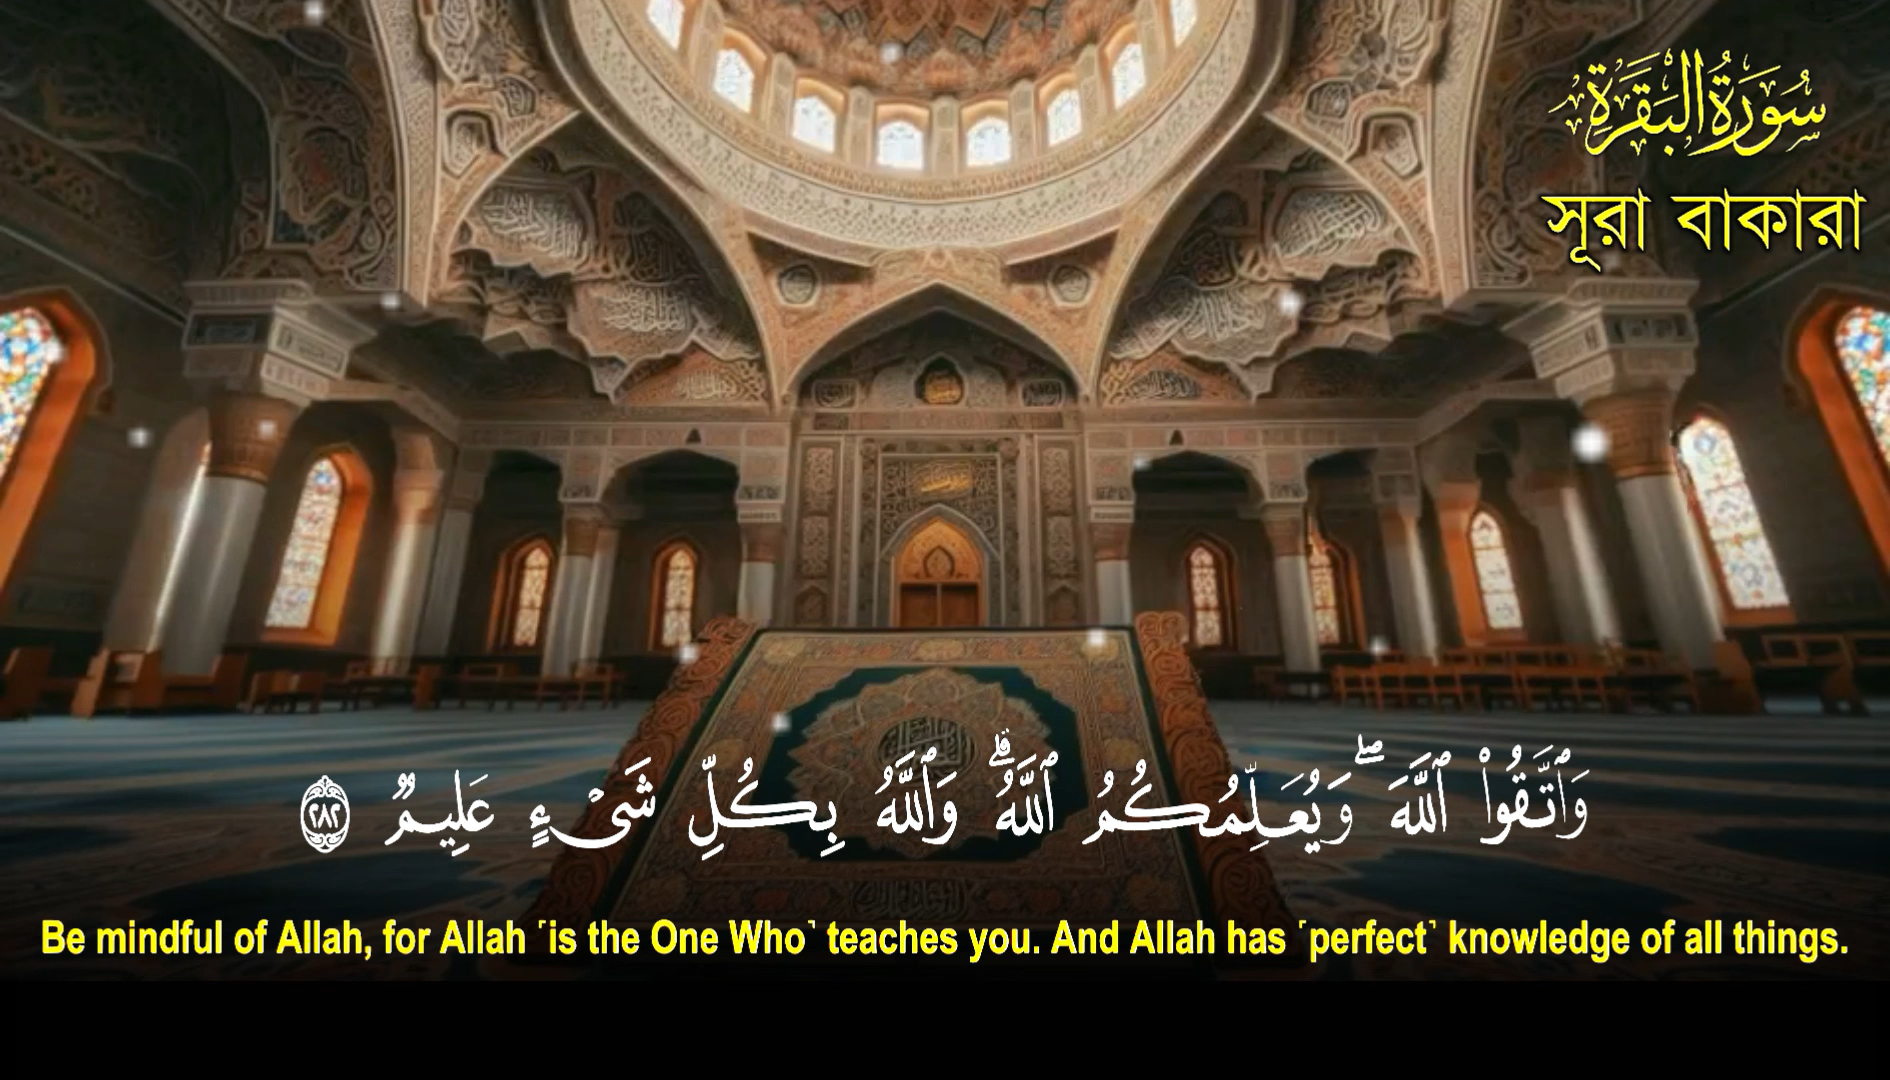 سُورَةُ الْبَقَرَةِ
সূরা বাকারা
وَٱتَّقُوا۟ ٱللَّهَ ۖ وَيُعَلِّمُكُمُ ٱللَّهُ ۗ وَٱللَّهُ بِكُلِّ شَىْءٍ عَلِيمٌ ٢٨٢
Be mindful of Allah, for Allah ˹is the One Who˺ teaches you. And Allah has ˹perfect˺ knowledge of all things.